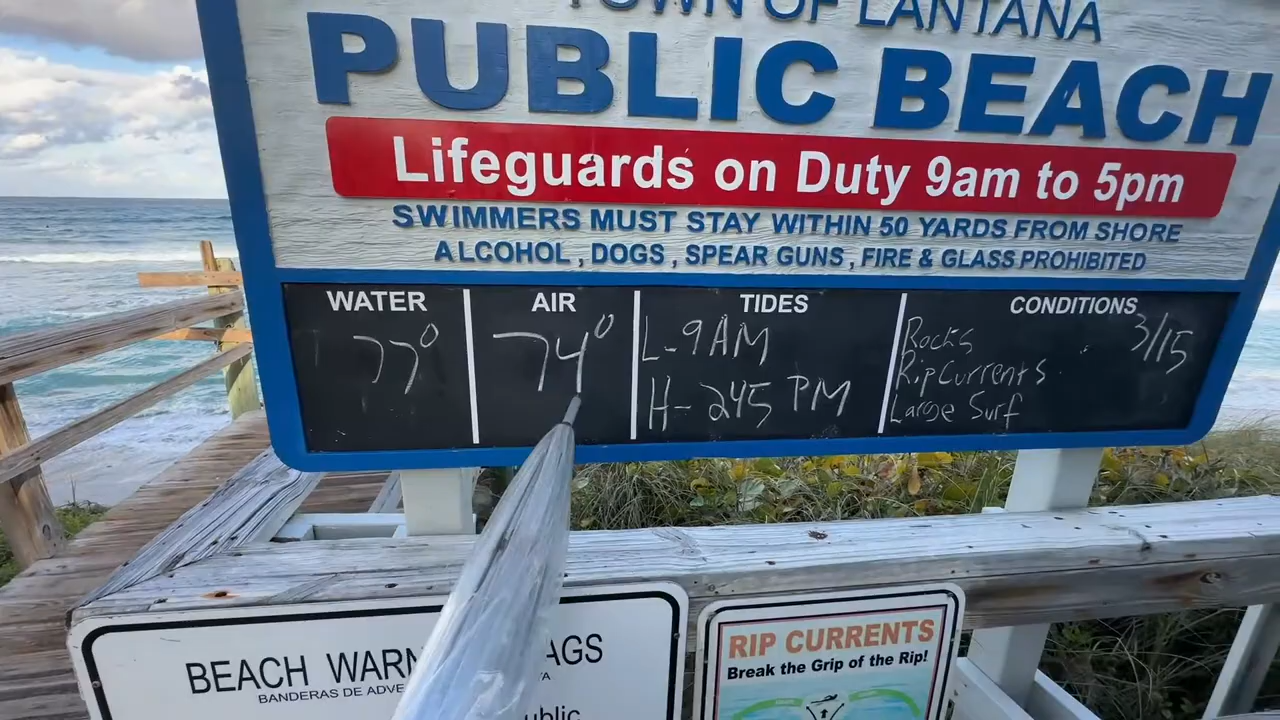 TOWN OF LANTANA
PUBLIC BEACH
Lifeguards on Duty 9am to 5pm
SWIMMERS MUST STAY WITHIN 50 YARDS FROM SHORE
ALCOHOL, DOGS, SPEAR GUNS, FIRE & GLASS PROHIBITED
WATER
77°
AIR
74°
TIDES
L-9AM
H-245 PM
CONDITIONS
3/15
Rocks
Rip Currents
Large Surf
BEACH
BANDERAS DE
RIP CURRENTS
Break the Grip of the Rip!